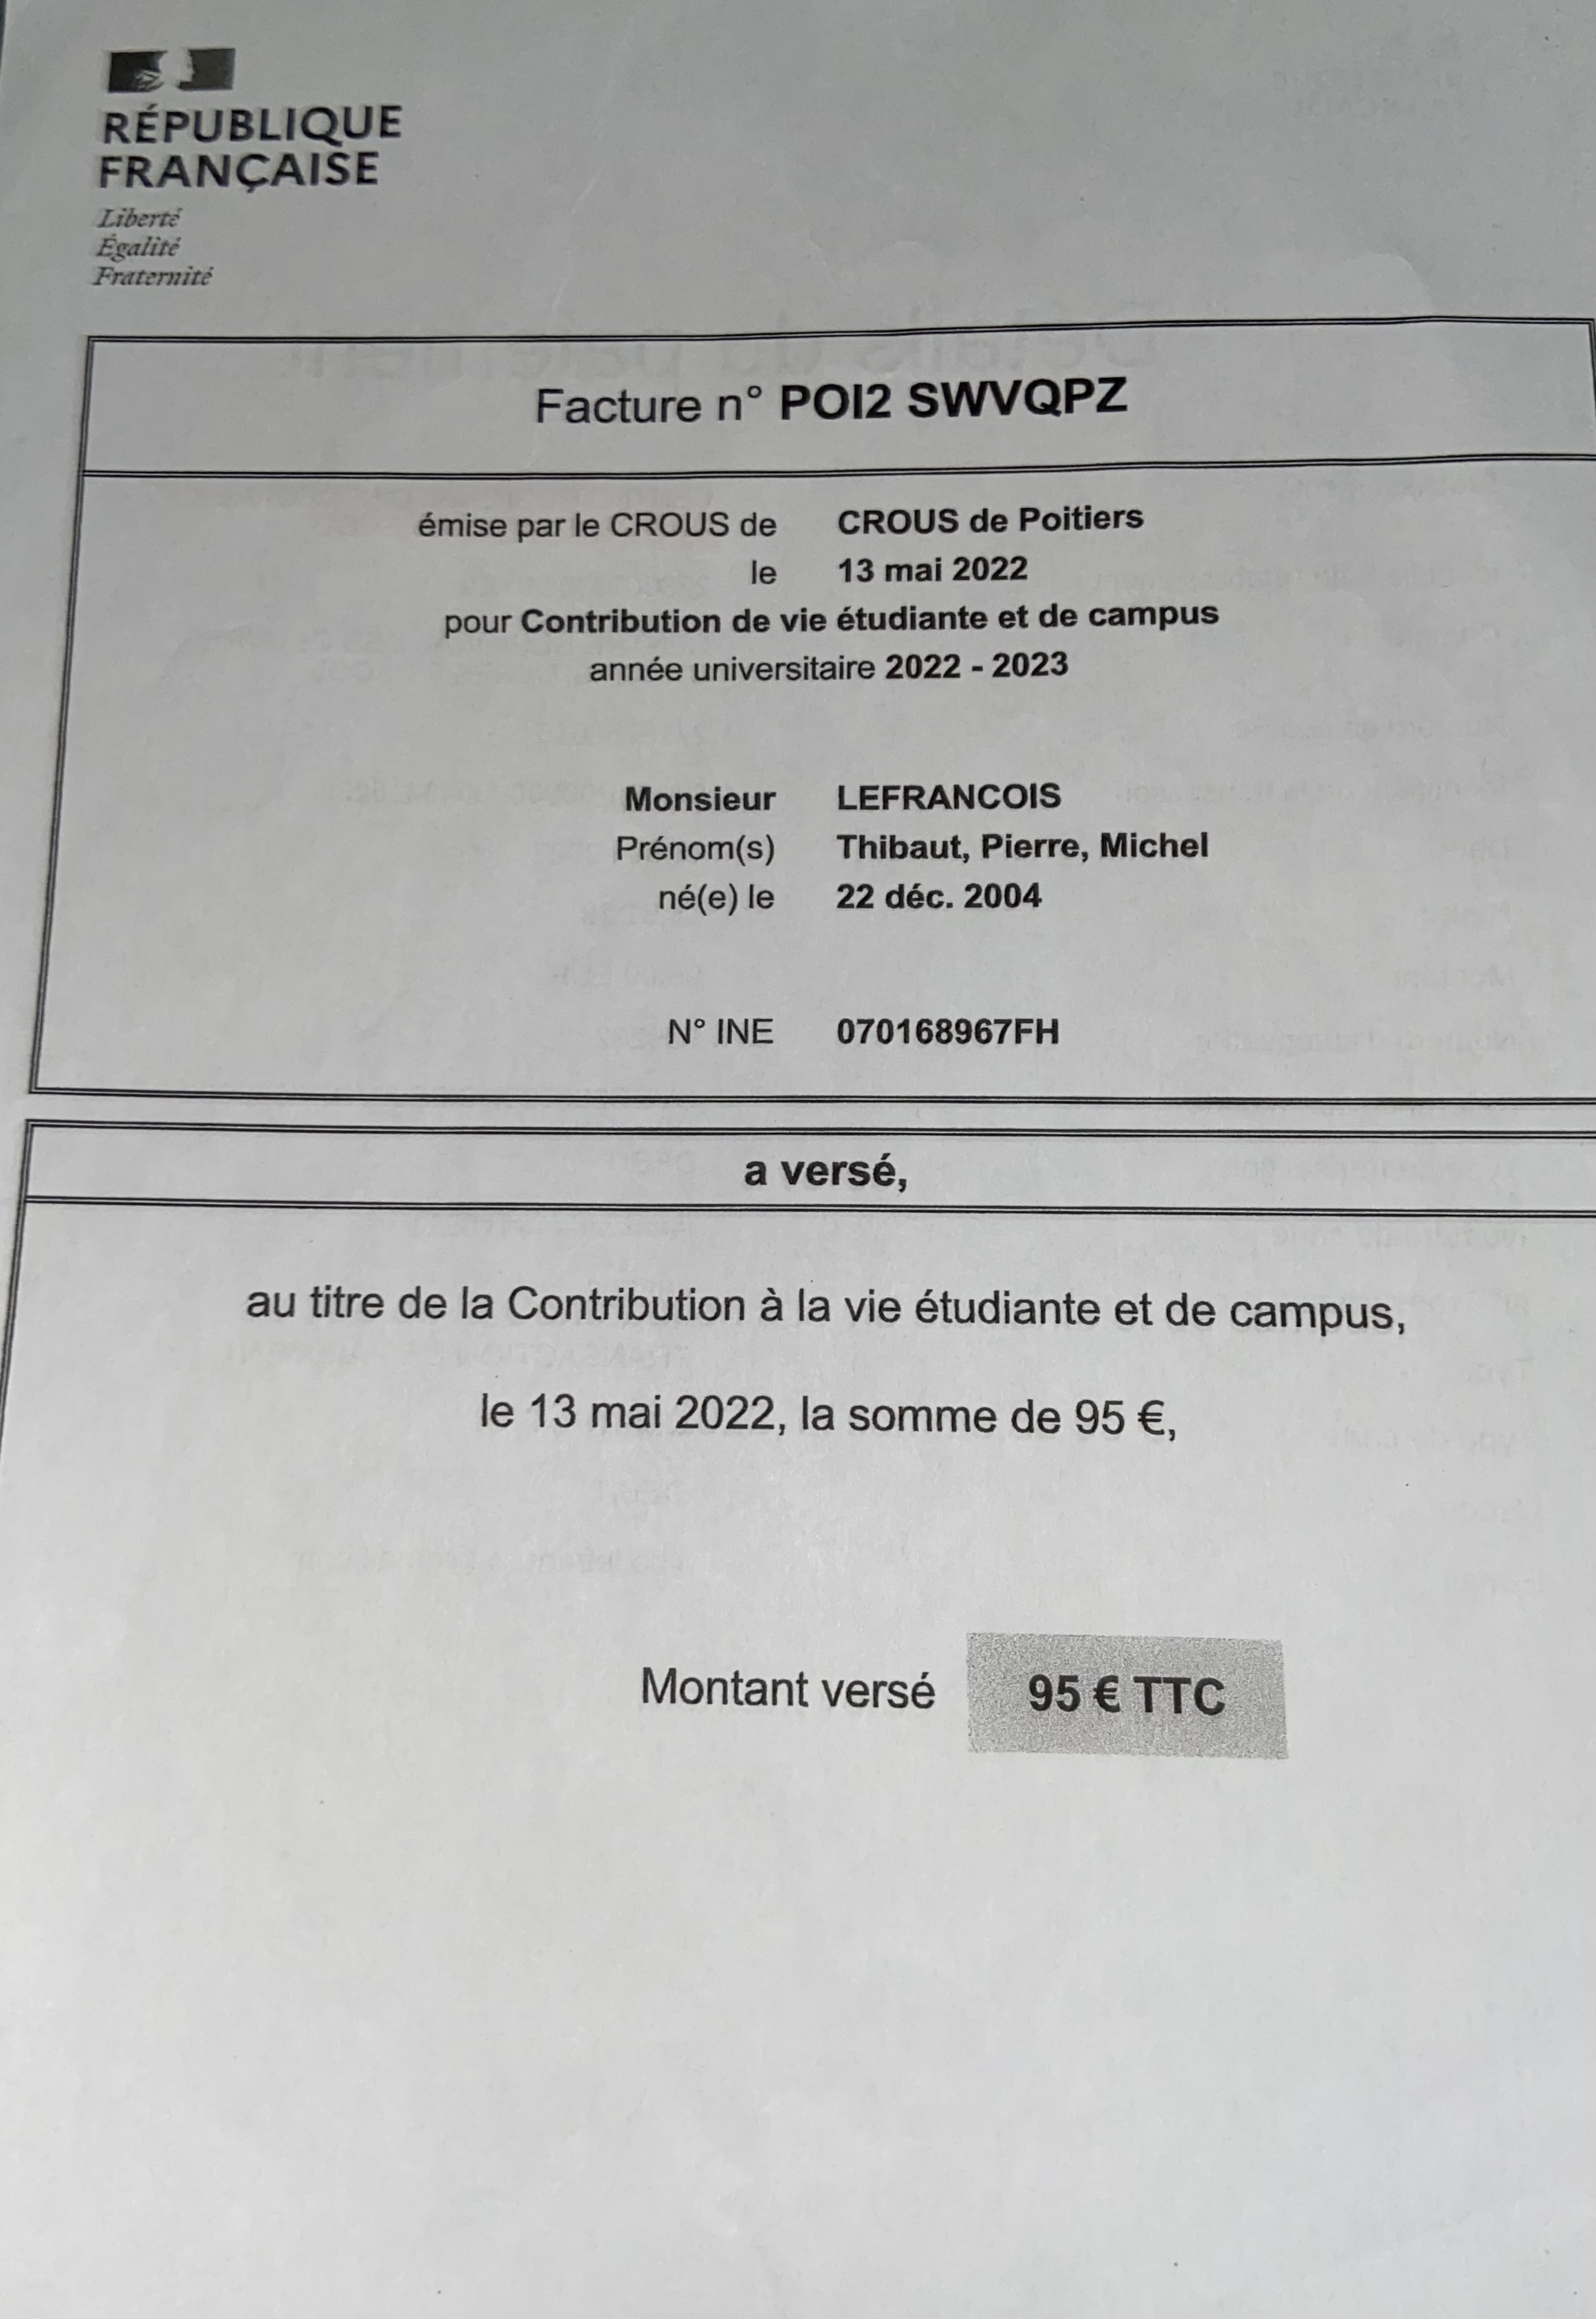 RÉPUBLIQUE
FRANÇAISE
Liberté
Égalité
Fraternité
Facture n° POI2 SWVQPZ
émise par le CROUS de CROUS de Poitiers
le 13 mai 2022
pour Contribution de vie étudiante et de campus
année universitaire 2022 - 2023
Monsieur LEFRANCOIS
Prénom(s) Thibaut, Pierre, Michel
né(e) le 22 déc. 2004
N° INE 070168967FH
a versé,
au titre de la Contribution à la vie étudiante et de campus,
le 13 mai 2022, la somme de 95 €,
Montant versé 95 € TTC